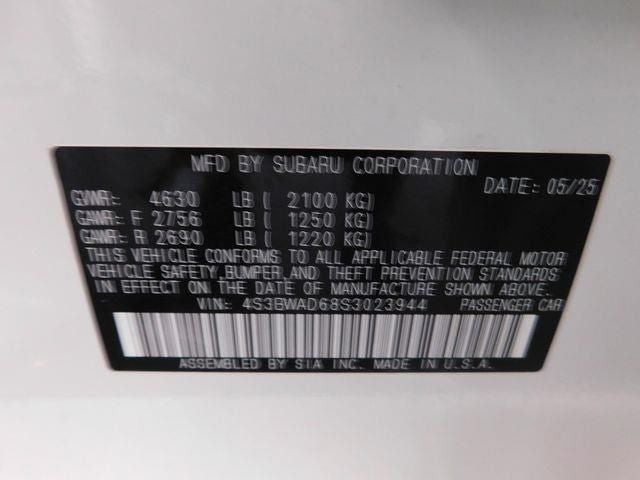 MFD BY SUBARU CORPORATION
DATE: 05/25
GVWR: 4630 LB ( 2100 KG)
GAWR: F 2756 LB ( 1250 KG)
GAWR: R 2690 LB ( 1220 KG)
THIS VEHICLE CONFORMS TO ALL APPLICABLE FEDERAL MOTOR
VEHICLE SAFETY, BUMPER, AND THEFT PREVENTION STANDARDS
IN EFFECT ON THE DATE OF MANUFACTURE SHOWN ABOVE.
VIN: 4S3BWAD68S3023944 PASSENGER CAR
ASSEMBLED BY SIA INC. MADE IN U.S.A.